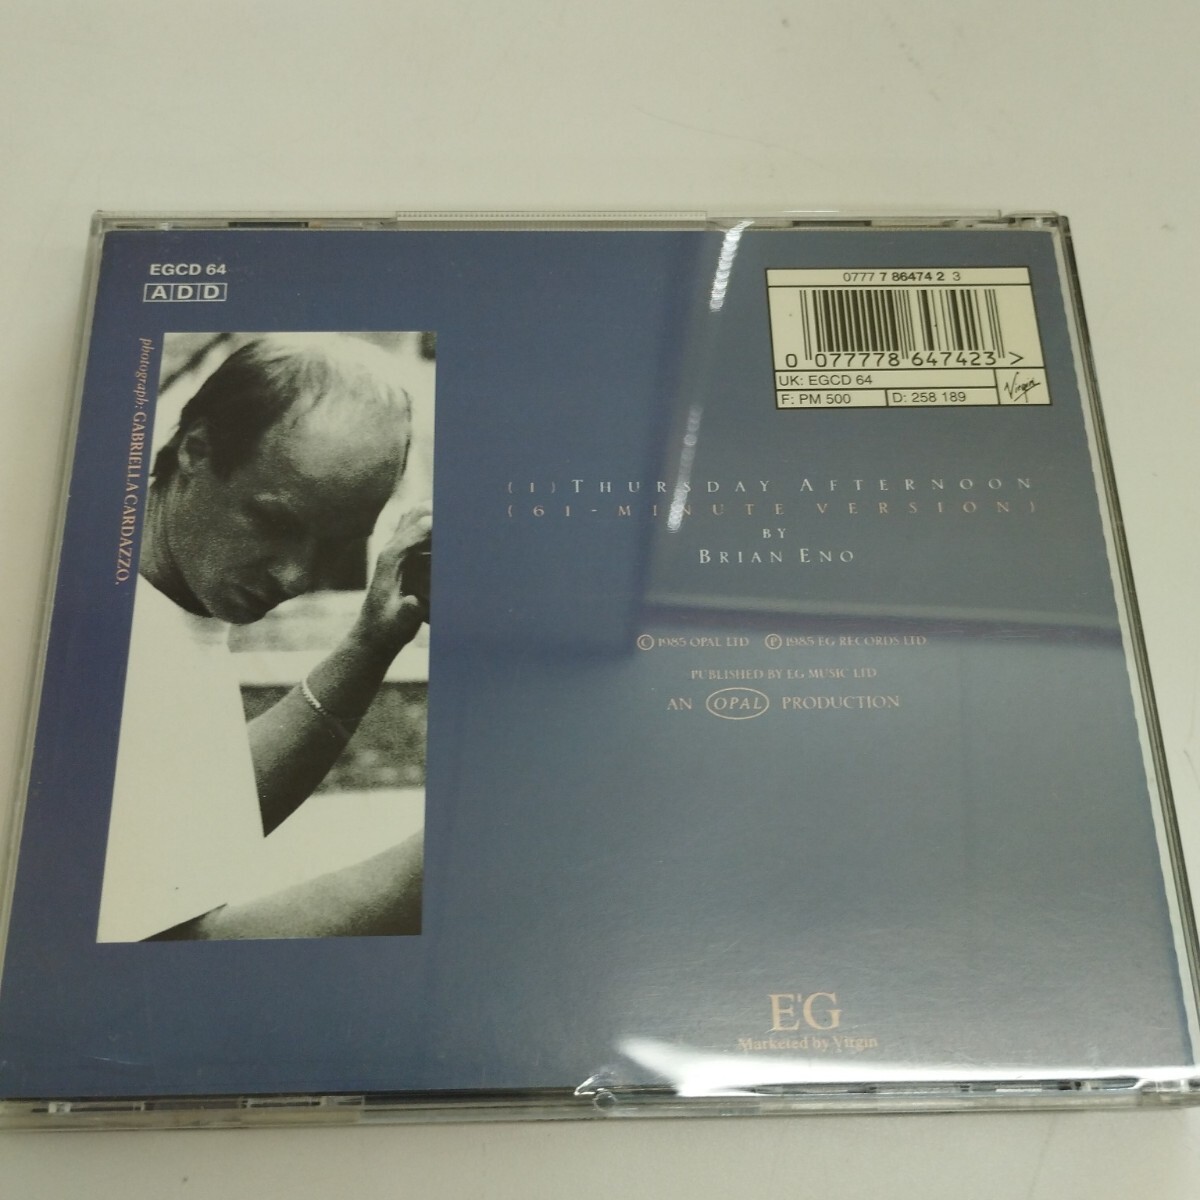 EGCD 64
ADD
photograph: GABRIELLA CARDAZZO.
0777 7 86474 2 3
0 077778 647423 >
UK: EGCD 64
F: PM 500
D: 258 189
Virgin
(1) THURSDAY AFTERNOON
(61-MINUTE VERSION)
BY
BRIAN ENO
© 1985 OPAL LTD ℗ 1985 EG RECORDS LTD
PUBLISHED BY EG MUSIC LTD
AN OPAL PRODUCTION
E'G
Marketed by Virgin